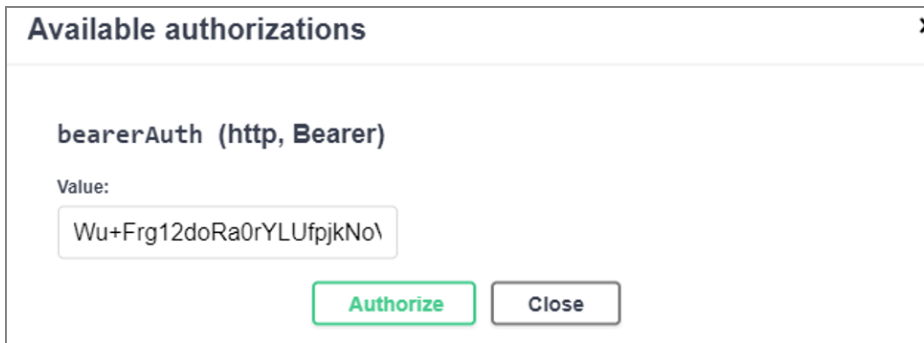 Available authorizations
bearerAuth (http, Bearer)
Value:
Wu+Frg12doRa0rYLUfpjkNo
Authorize
Close